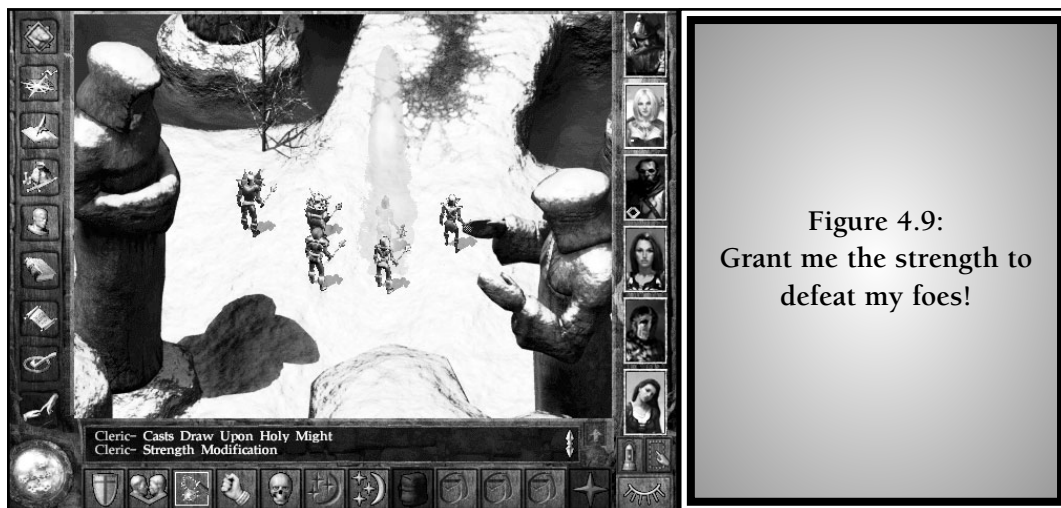 Cleric- Casts Draw Upon Holy Might
Cleric- Strength Modification
Figure 4.9:
Grant me the strength to
defeat my foes!